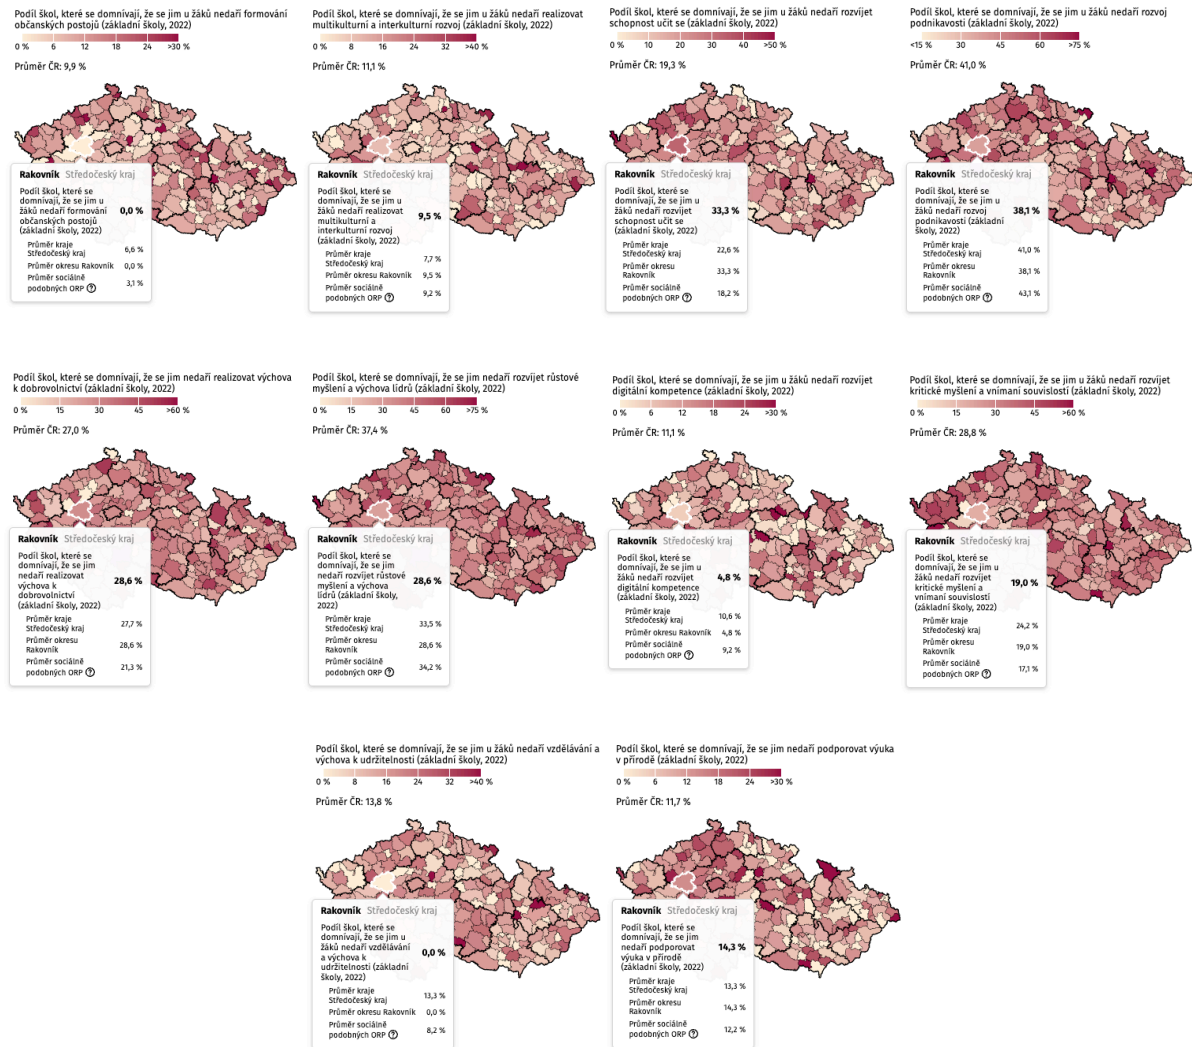 Podíl škol, které se domnívají, že se jim u žáků nedaří formování
občanských postojů (základní školy, 2022)
0 % 6 12 18 24 >30 %
Průměr ČR: 9,9 %
Rakovník Středočeský kraj
Podíl škol, které se
domnívají, že se jim u
žáků nedaří formování
občanských postojů
(základní školy, 2022)
0,0 %
Průměr kraje
Středočeský kraj
6,6 %
Průměr okresu Rakovník 0,0 %
Průměr sociálně
podobných ORP ?
3,1 %
Podíl škol, které se domnívají, že se jim u žáků nedaří realizovat
multikulturní a interkulturní rozvoj (základní školy, 2022)
0 % 8 16 24 32 >40 %
Průměr ČR: 11,1 %
Rakovník Středočeský kraj
Podíl škol, které se
domnívají, že se jim u
žáků nedaří realizovat
multikulturní a
interkulturní rozvoj
(základní školy, 2022)
9,5 %
Průměr kraje
Středočeský kraj
7,7 %
Průměr okresu Rakovník 9,5 %
Průměr sociálně
podobných ORP ?
9,2 %
Podíl škol, které se domnívají, že se jim u žáků nedaří rozvíjet
schopnost učit se (základní školy, 2022)
0 % 10 20 30 40 >50 %
Průměr ČR: 19,3 %
Rakovník Středočeský kraj
Podíl škol, které se
domnívají, že se jim u
žáků nedaří rozvíjet
schopnost učit se
(základní školy, 2022)
33,3 %
Průměr kraje
Středočeský kraj
22,6 %
Průměr okresu
Rakovník
33,3 %
Průměr sociálně
podobných ORP ?
18,2 %
Podíl škol, které se domnívají, že se jim u žáků nedaří rozvoj
podnikavosti (základní školy, 2022)
<15 % 30 45 60 >75 %
Průměr ČR: 41,0 %
Rakovník Středočeský kraj
Podíl škol, které se
domnívají, že se jim u
žáků nedaří rozvoj
podnikavosti (základní
školy, 2022)
38,1 %
Průměr kraje
Středočeský kraj
41,0 %
Průměr okresu
Rakovník
38,1 %
Průměr sociálně
podobných ORP ?
43,1 %
Podíl škol, které se domnívají, že se jim nedaří realizovat výchova
k dobrovolnictví (základní školy, 2022)
0 % 15 30 45 >60 %
Průměr ČR: 27,0 %
Rakovník Středočeský kraj
Podíl škol, které se
domnívají, že se jim
nedaří realizovat
výchova k
dobrovolnictví
(základní školy, 2022)
28,6 %
Průměr kraje
Středočeský kraj
27,7 %
Průměr okresu
Rakovník
28,6 %
Průměr sociálně
podobných ORP ?
21,3 %
Podíl škol, které se domnívají, že se jim nedaří rozvíjet růstové
myšlení a výchova lídrů (základní školy, 2022)
0 % 15 30 45 60 >75 %
Průměr ČR: 37,4 %
Rakovník Středočeský kraj
Podíl škol, které se
domnívají, že se jim
nedaří rozvíjet růstové
myšlení a výchova
lídrů (základní školy,
2022)
28,6 %
Průměr kraje
Středočeský kraj
33,5 %
Průměr okresu
Rakovník
28,6 %
Průměr sociálně
podobných ORP ?
34,2 %
Podíl škol, které se domnívají, že se jim u žáků nedaří rozvíjet
digitální kompetence (základní školy, 2022)
0 % 6 12 18 24 >30 %
Průměr ČR: 11,1 %
Rakovník Středočeský kraj
Podíl škol, které se
domnívají, že se jim u
žáků nedaří rozvíjet
digitální kompetence
(základní školy, 2022)
4,8 %
Průměr kraje
Středočeský kraj
10,6 %
Průměr okresu Rakovník 4,8 %
Průměr sociálně
podobných ORP ?
9,2 %
Podíl škol, které se domnívají, že se jim u žáků nedaří rozvíjet
kritické myšlení a vnímaní souvislostí (základní školy, 2022)
0 % 15 30 45 >60 %
Průměr ČR: 28,8 %
Rakovník Středočeský kraj
Podíl škol, které se
domnívají, že se jim u
žáků nedaří rozvíjet
kritické myšlení a
vnímaní souvislostí
(základní školy, 2022)
19,0 %
Průměr kraje
Středočeský kraj
24,2 %
Průměr okresu
Rakovník
19,0 %
Průměr sociálně
podobných ORP ?
17,1 %
Podíl škol, které se domnívají, že se jim u žáků nedaří vzdělávání a
výchova k udržitelnosti (základní školy, 2022)
0 % 8 16 24 32 >40 %
Průměr ČR: 13,8 %
Rakovník Středočeský kraj
Podíl škol, které se
domnívají, že se jim u
žáků nedaří vzdělávání
a výchova k
udržitelnosti (základní
školy, 2022)
0,0 %
Průměr kraje
Středočeský kraj
13,3 %
Průměr okresu Rakovník 0,0 %
Průměr sociálně
podobných ORP ?
8,2 %
Podíl škol, které se domnívají, že se jim nedaří podporovat výuka
v přírodě (základní školy, 2022)
0 % 6 12 18 24 >30 %
Průměr ČR: 11,7 %
Rakovník Středočeský kraj
Podíl škol, které se
domnívají, že se jim
nedaří podporovat
výuka v přírodě
(základní školy, 2022)
14,3 %
Průměr kraje
Středočeský kraj
13,3 %
Průměr okresu
Rakovník
14,3 %
Průměr sociálně
podobných ORP ?
12,2 %